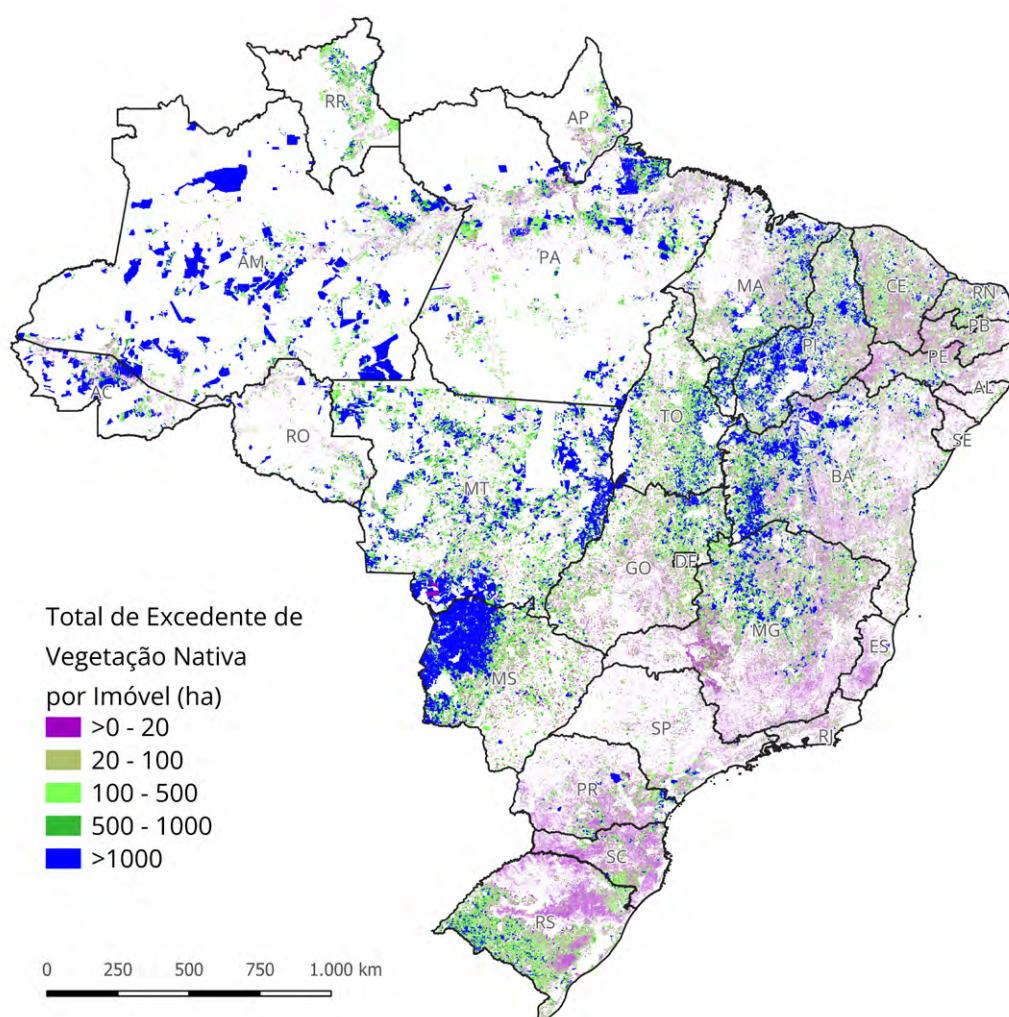 RR
AP
AM
PA
MA
CE
RN
PB
PI
PE
AC
AL
TO
SE
RO
BA
MT
GO
DF
Total de Excedente de
Vegetação Nativa
por Imóvel (ha)
>0 - 20
20 - 100
100 - 500
500 - 1000
>1000
MG
ES
MS
SP
RJ
PR
SC
RS
0 250 500 750 1.000 km